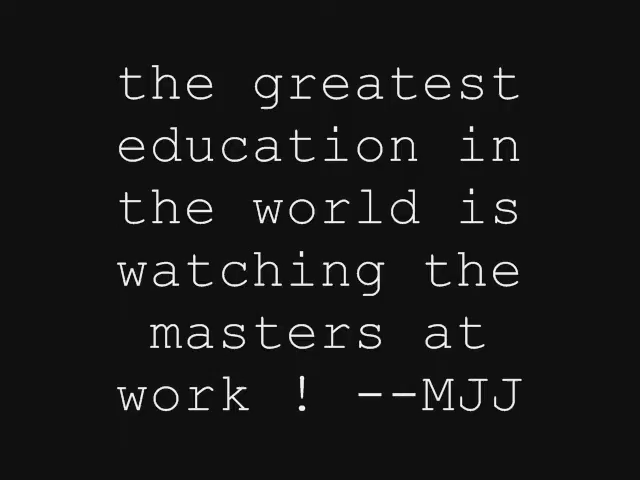 the greatest
education in
the world is
watching the
masters at
work ! --MJJ